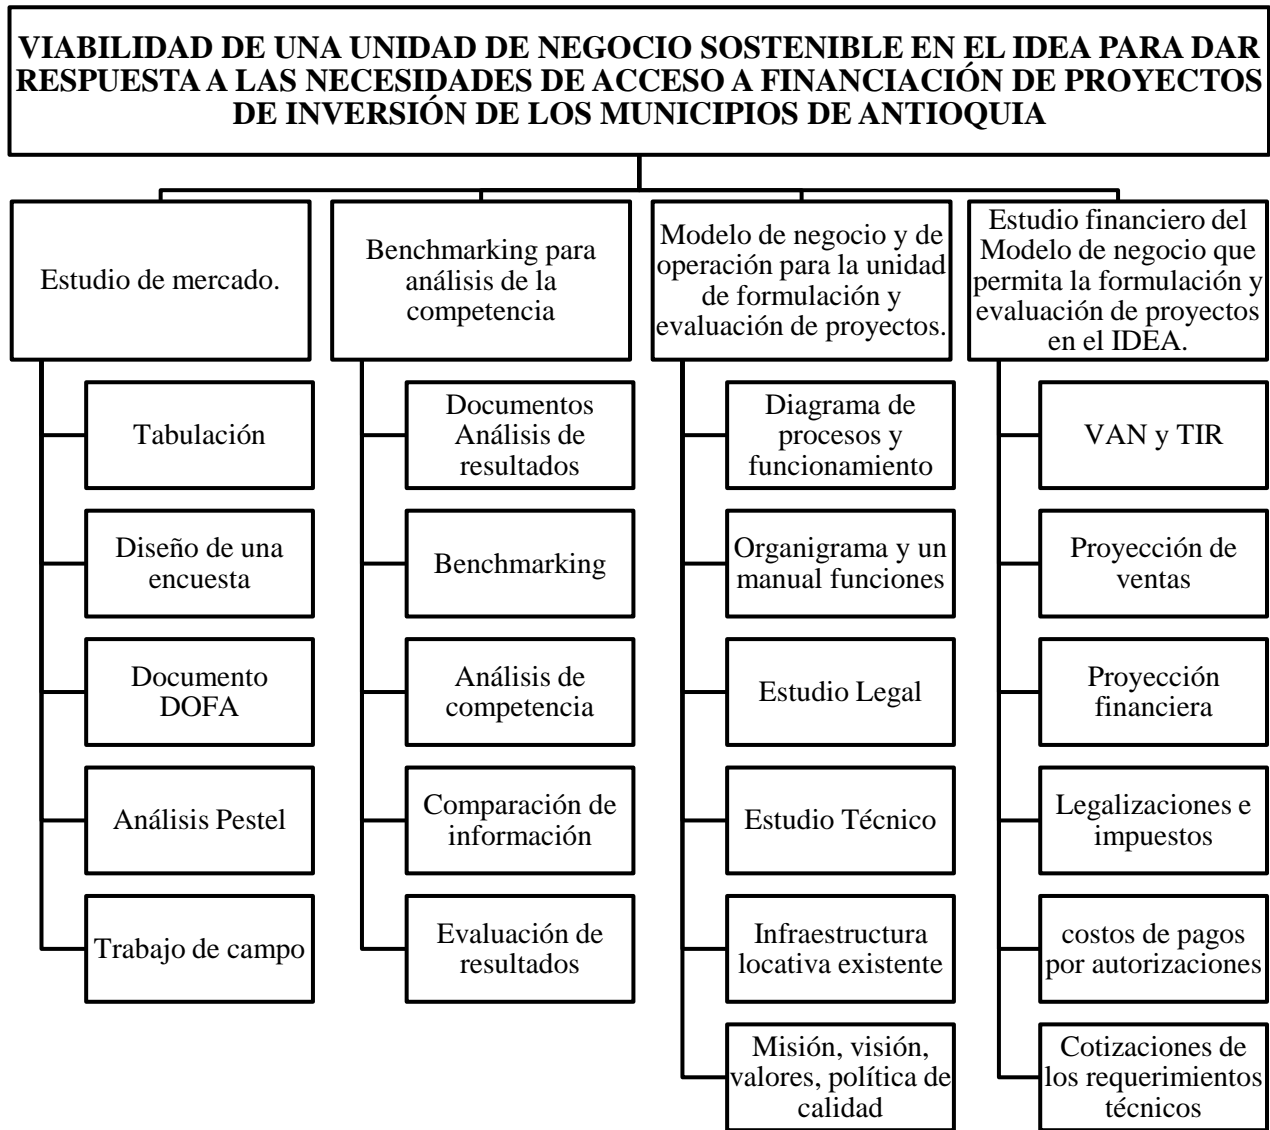 VIABILIDAD DE UNA UNIDAD DE NEGOCIO SOSTENIBLE EN EL IDEA PARA DAR
RESPUESTA A LAS NECESIDADES DE ACCESO A FINANCIACIÓN DE PROYECTOS
DE INVERSIÓN DE LOS MUNICIPIOS DE ANTIOQUIA
Estudio de mercado.
Tabulación
Diseño de una
encuesta
Documento
DOFA
Análisis Pestel
Trabajo de campo
Benchmarking para
análisis de la
competencia
Documentos
Análisis de
resultados
Benchmarking
Análisis de
competencia
Comparación de
información
Evaluación de
resultados
Modelo de negocio y de
operación para la unidad
de formulación y
evaluación de proyectos.
Diagrama de
procesos y
funcionamiento
Organigrama y un
manual funciones
Estudio Legal
Estudio Técnico
Infraestructura
locativa existente
Misión, visión,
valores, política de
calidad
Estudio financiero del
Modelo de negocio que
permita la formulación y
evaluación de proyectos
en el IDEA.
VAN y TIR
Proyección de
ventas
Proyección
financiera
Legalizaciones e
impuestos
costos de pagos
por autorizaciones
Cotizaciones de
los requerimientos
técnicos